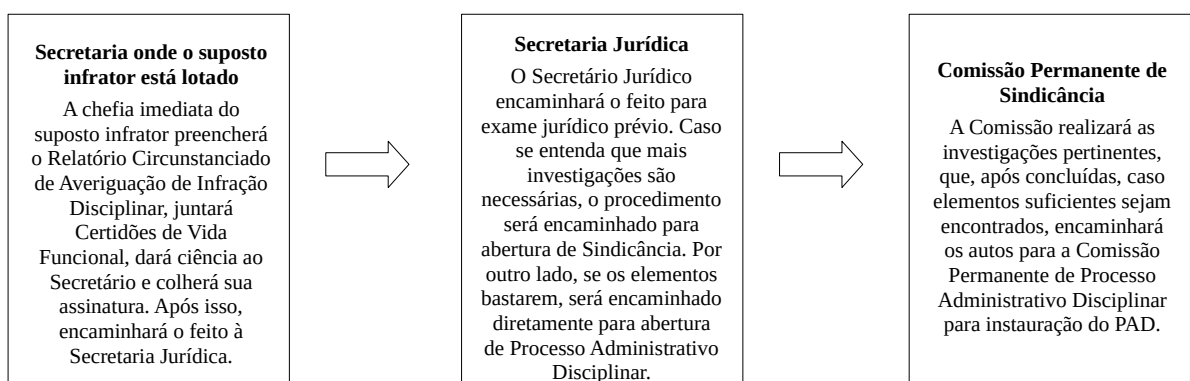 Secretaria onde o suposto
infrator está lotado
A chefia imediata do
suposto infrator preencherá
o Relatório Circunstanciado
de Averiguação de Infração
Disciplinar, juntará
Certidões de Vida
Funcional, dará ciência ao
Secretário e colherá sua
assinatura. Após isso,
encaminhará o feito à
Secretaria Jurídica.
Secretaria Jurídica
O Secretário Jurídico
encaminhará o feito para
exame jurídico prévio. Caso
se entenda que mais
investigações são
necessárias, o procedimento
será encaminhado para
abertura de Sindicância. Por
outro lado, se os elementos
bastarem, será encaminhado
diretamente para abertura
de Processo Administrativo
Disciplinar.
Comissão Permanente de
Sindicância
A Comissão realizará as
investigações pertinentes,
que, após concluídas, caso
elementos suficientes sejam
encontrados, encaminhará
os autos para a Comissão
Permanente de Processo
Administrativo Disciplinar
para instauração do PAD.